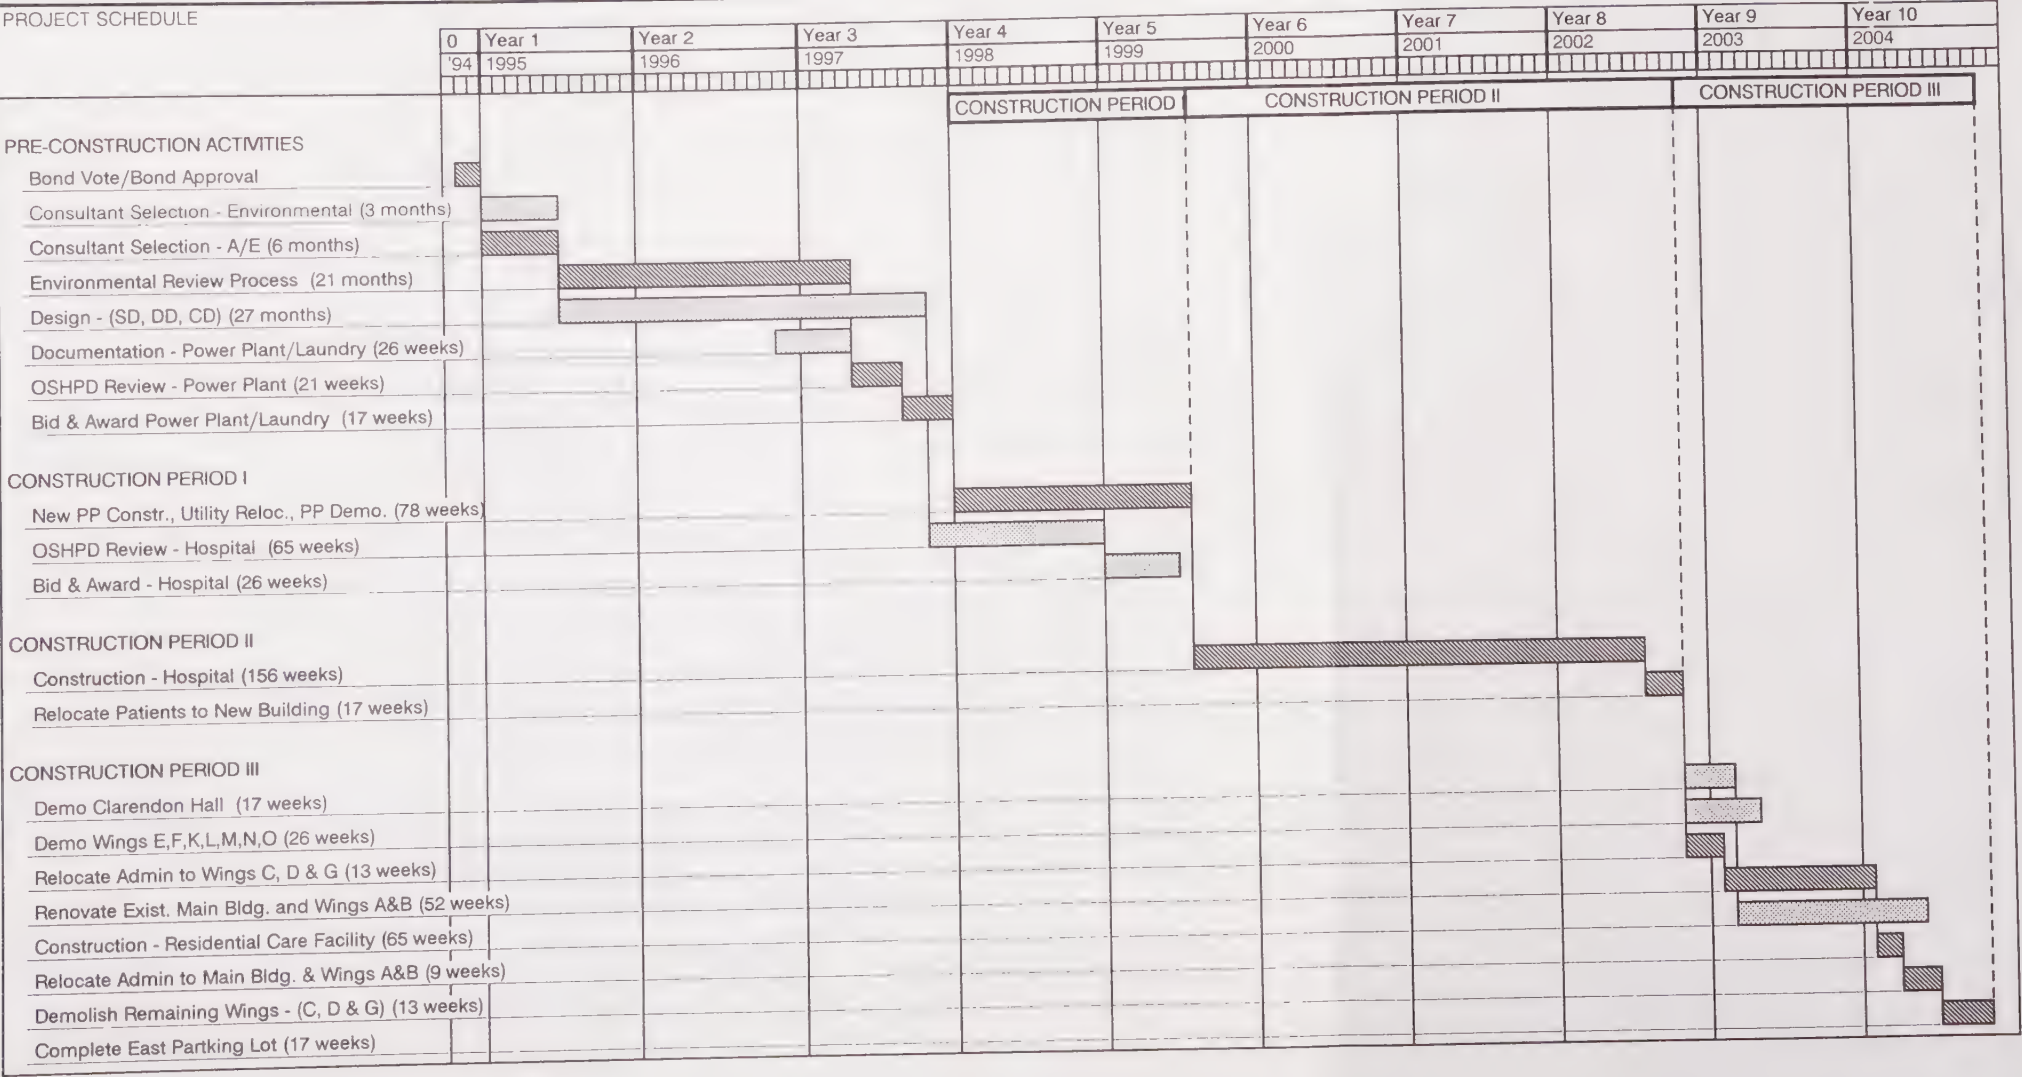 PROJECT SCHEDULE
0 Year 1 Year 2 Year 3 Year 4 Year 5 Year 6 Year 7 Year 8 Year 9 Year 10
'94 1995 1996 1997 1998 1999 2000 2001 2002 2003 2004
CONSTRUCTION PERIOD I CONSTRUCTION PERIOD II CONSTRUCTION PERIOD III
PRE-CONSTRUCTION ACTIVITIES
Bond Vote/Bond Approval
Consultant Selection - Environmental (3 months)
Consultant Selection - A/E (6 months)
Environmental Review Process (21 months)
Design - (SD, DD, CD) (27 months)
Documentation - Power Plant/Laundry (26 weeks)
OSHPD Review - Power Plant (21 weeks)
Bid & Award Power Plant/Laundry (17 weeks)
CONSTRUCTION PERIOD I
New PP Constr., Utility Reloc., PP Demo. (78 weeks)
OSHPD Review - Hospital (65 weeks)
Bid & Award - Hospital (26 weeks)
CONSTRUCTION PERIOD II
Construction - Hospital (156 weeks)
Relocate Patients to New Building (17 weeks)
CONSTRUCTION PERIOD III
Demo Clarendon Hall (17 weeks)
Demo Wings E,F,K,L,M,N,O (26 weeks)
Relocate Admin to Wings C, D & G (13 weeks)
Renovate Exist. Main Bldg. and Wings A&B (52 weeks)
Construction - Residential Care Facility (65 weeks)
Relocate Admin to Main Bldg. & Wings A&B (9 weeks)
Demolish Remaining Wings - (C, D & G) (13 weeks)
Complete East Partking Lot (17 weeks)